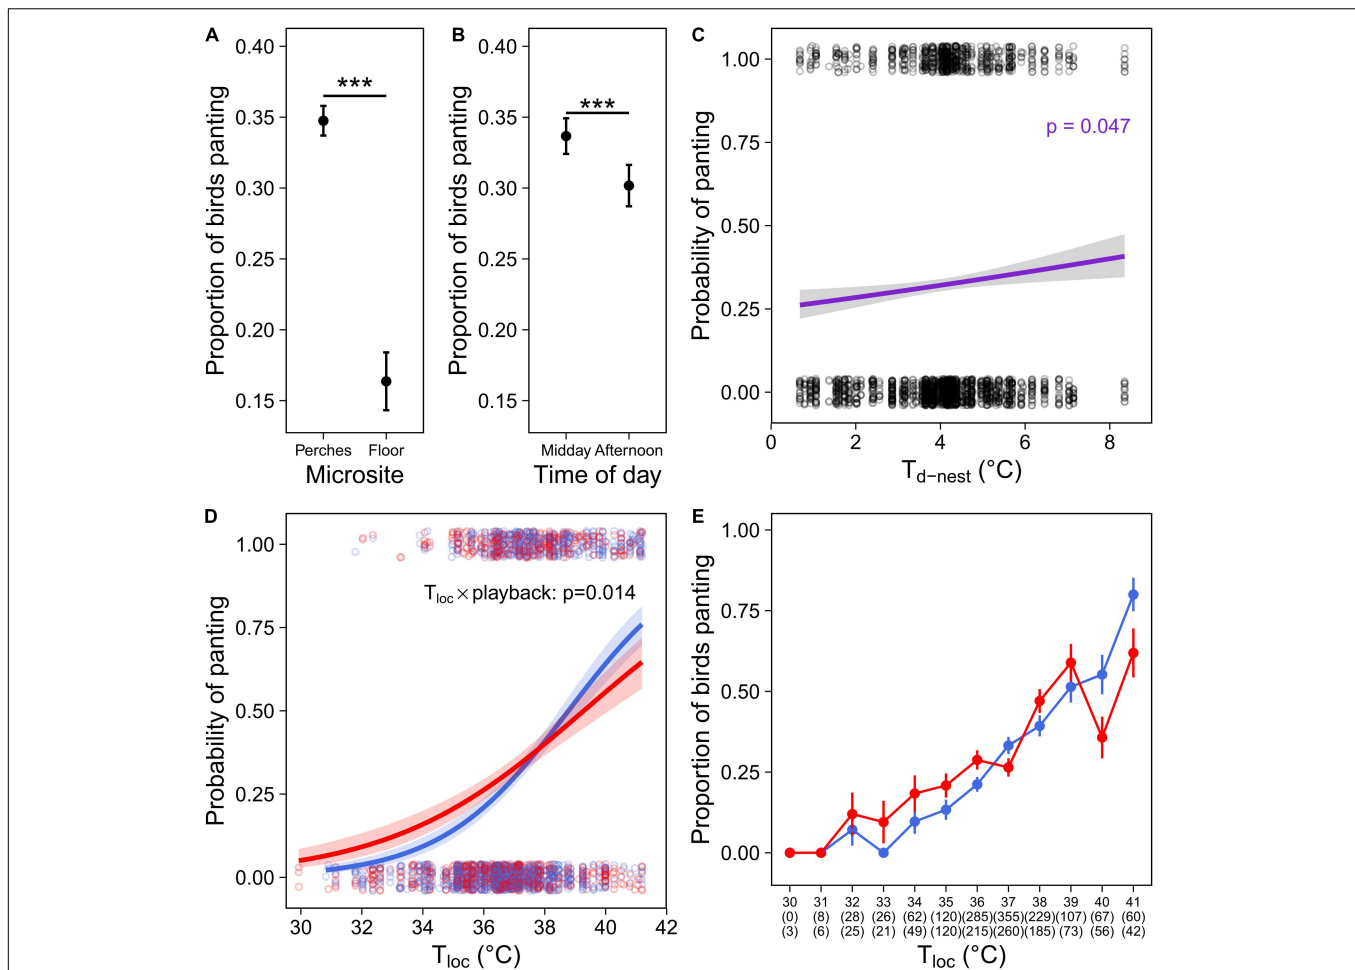 A
Proportion of birds panting
0.40
0.35
0.30
0.25
0.20
0.15
***
Perches Floor
Microsite
B
Proportion of birds panting
0.40
0.35
0.30
0.25
0.20
0.15
***
Midday Afternoon
Time of day
C
Probability of panting
1.00
0.75
0.50
0.25
0.00
p = 0.047
0 2 4 6 8
Td−nest (°C)
D
Probability of panting
1.00
0.75
0.50
0.25
0.00
Tloc × playback: p=0.014
30 32 34 36 38 40 42
Tloc (°C)
E
Proportion of birds panting
1.00
0.75
0.50
0.25
0.00
30 31 32 33 34 35 36 37 38 39 40 41
(0) (8) (28) (26) (62) (120) (285) (355) (229) (107) (67) (60)
(3) (6) (25) (21) (49) (120) (215) (260) (185) (73) (56) (42)
Tloc (°C)